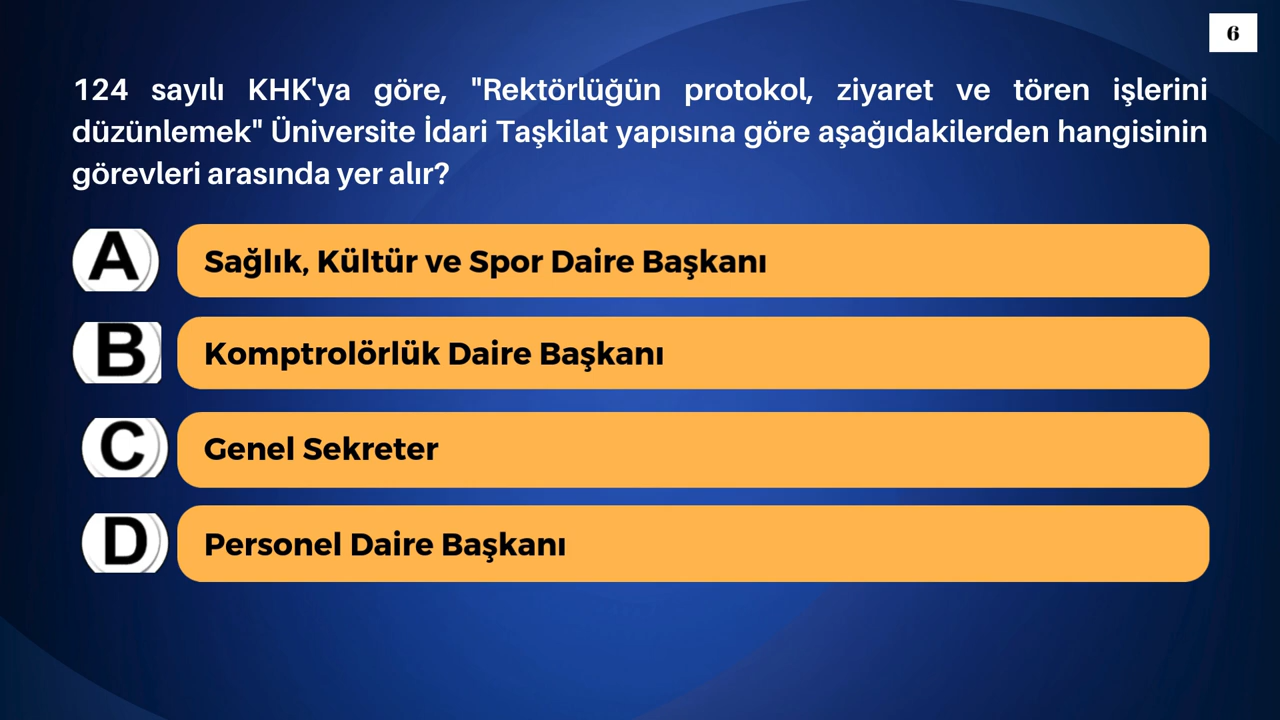 6
124 sayılı KHK'ya göre, "Rektörlüğün protokol, ziyaret ve tören işlerini
düzünlemek" Üniversite İdari Taşkilat yapısına göre aşağıdakilerden hangisinin
görevleri arasında yer alır?
A Sağlık, Kültür ve Spor Daire Başkanı
B Komptrolörlük Daire Başkanı
C Genel Sekreter
D Personel Daire Başkanı